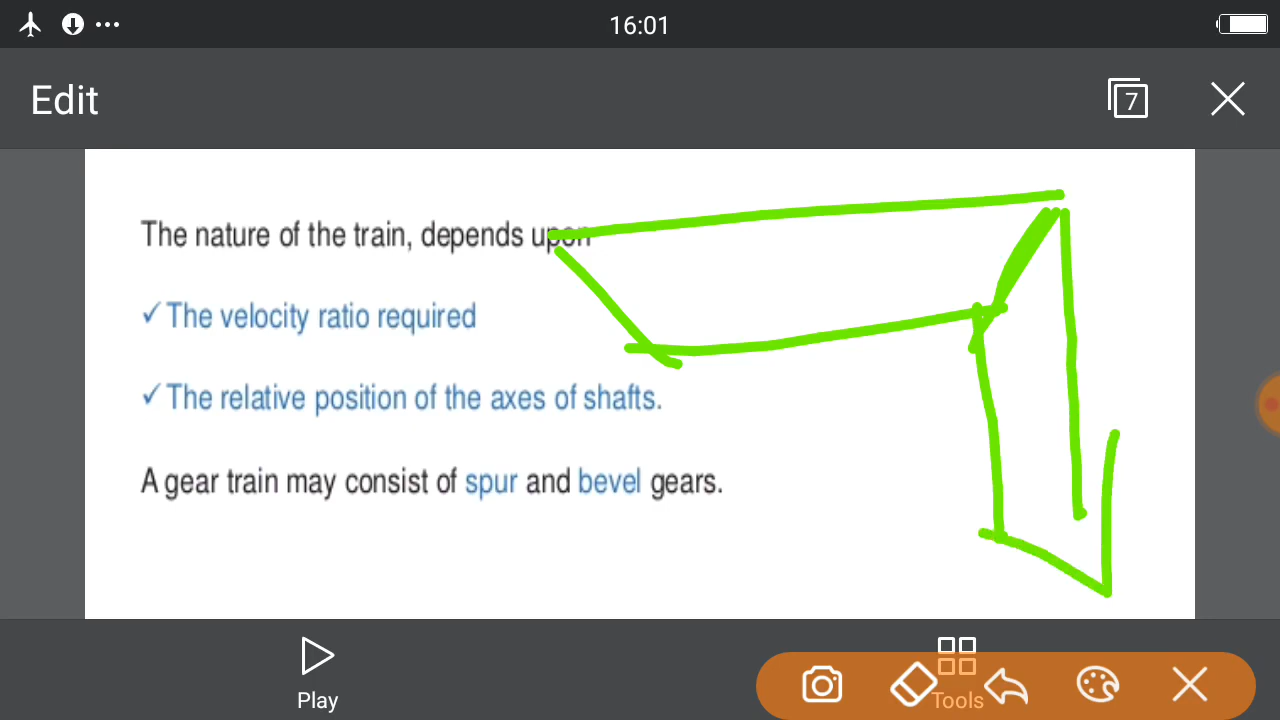 16:01
Edit
7
The nature of the train, depends upon
✓ The velocity ratio required
✓ The relative position of the axes of shafts.
A gear train may consist of spur and bevel gears.
Play
Tools